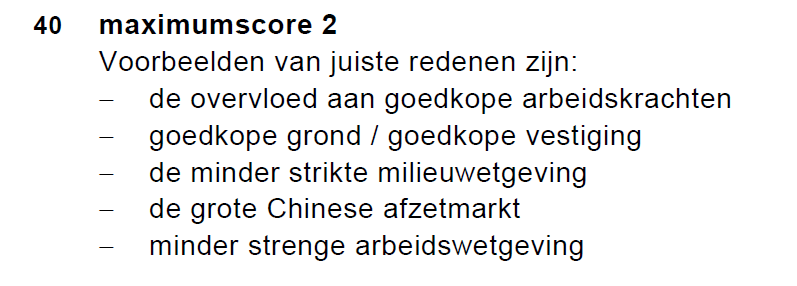 40 maximumscore 2
Voorbeelden van juiste redenen zijn:
− de overvloed aan goedkope arbeidskrachten
− goedkope grond / goedkope vestiging
− de minder strikte milieuwetgeving
− de grote Chinese afzetmarkt
− minder strenge arbeidswetgeving